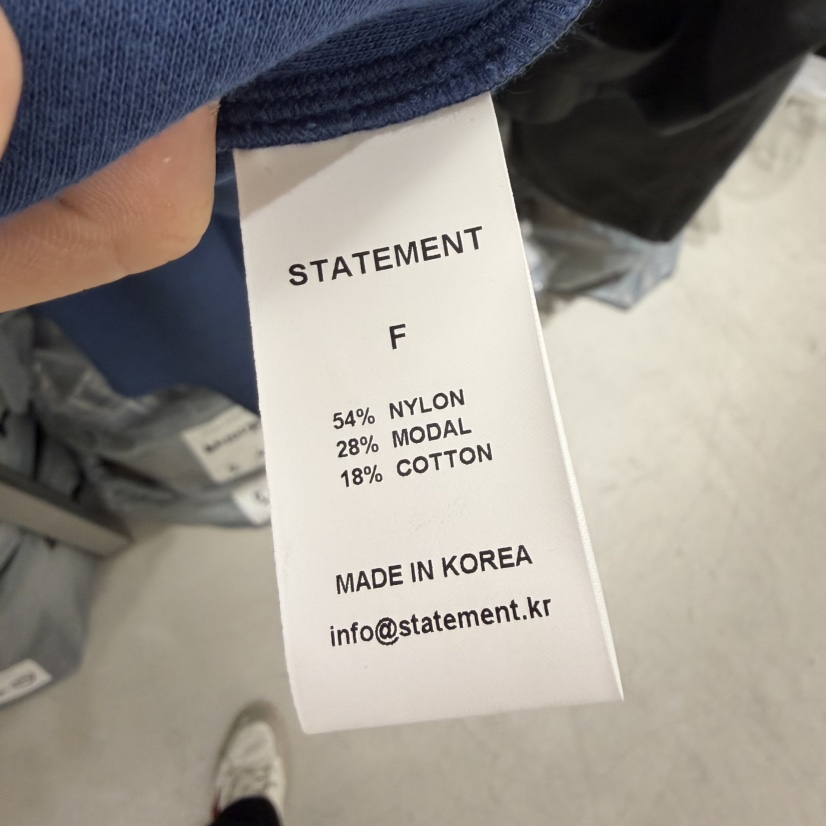 STATEMENT
F
54% NYLON
28% MODAL
18% COTTON
MADE IN KOREA
info@statement.kr